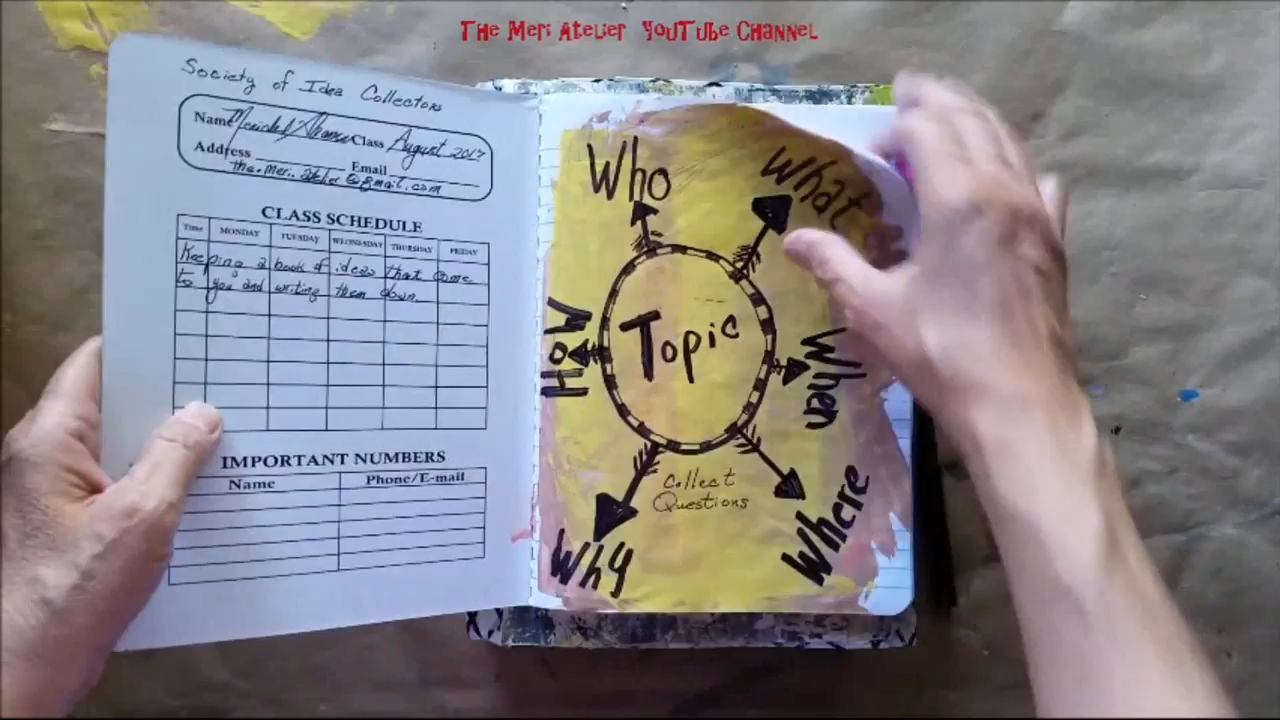 The Meri Atelier YouTube Channel
Society of Idea Collectors
Name Class August 2017
Address Email
the.meri.atelier@gmail.com
CLASS SCHEDULE
Time MONDAY TUESDAY WEDNESDAY THURSDAY FRIDAY
Keeping a book of ideas that come
to you and writing them down.
IMPORTANT NUMBERS
Name Phone/E-mail
Who
What
How
Topic
When
Collect
Questions
Where
Why